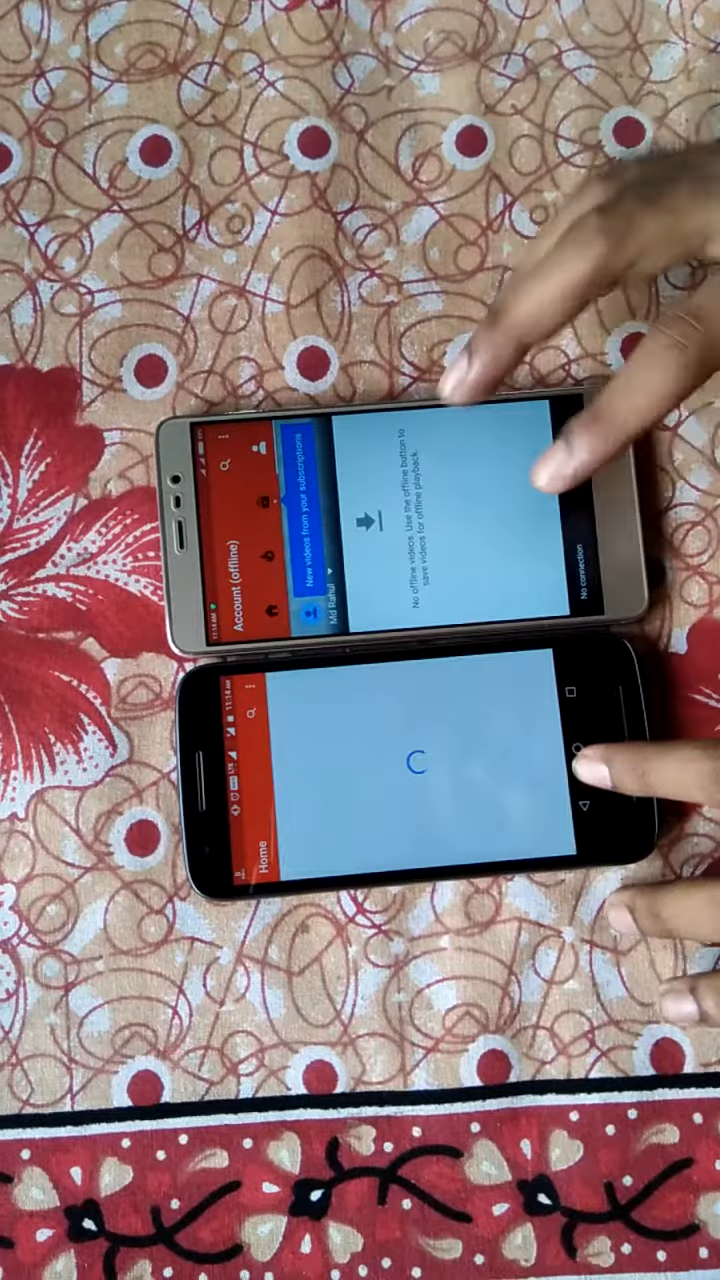 11:14 AM
Account (offline)
New videos from your subscriptions
Md Rahul
No offline videos. Use the offline button to
save videos for offline playback.
No connection
LTE 11:14 AM
Home